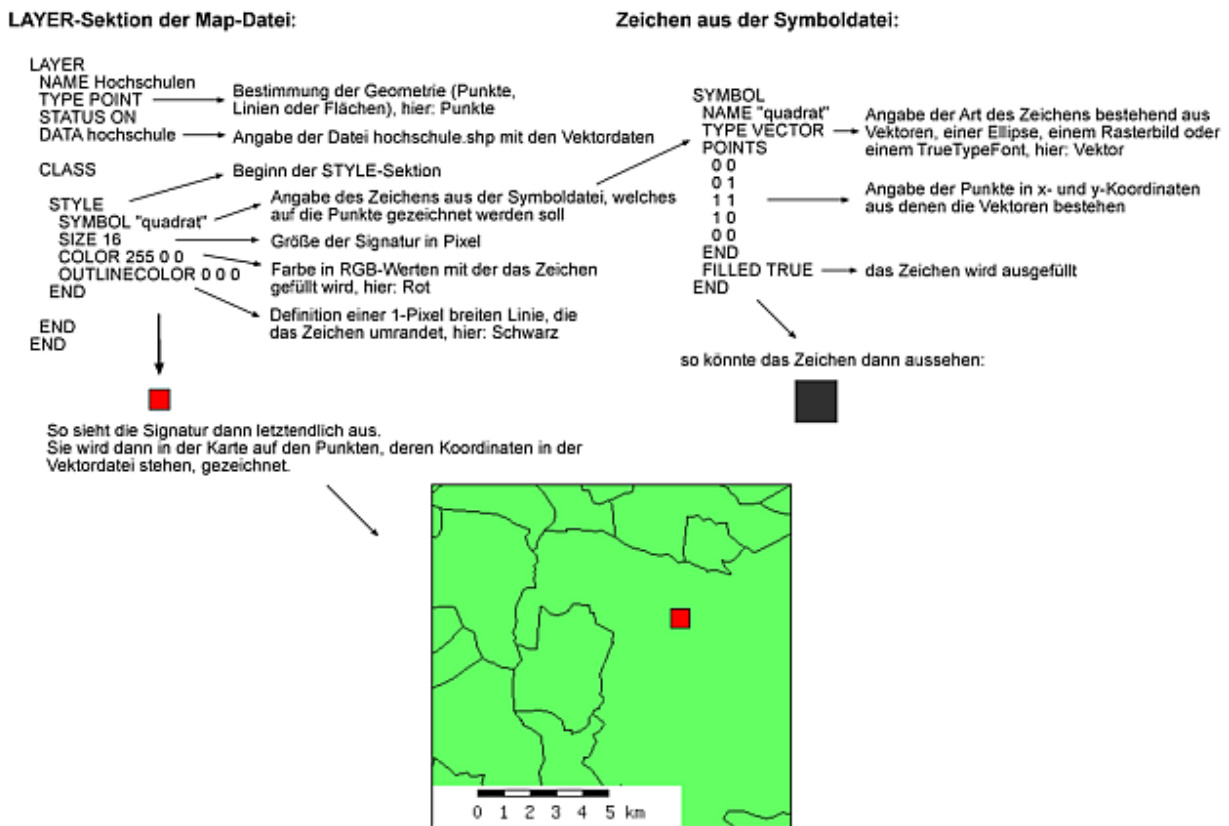 LAYER-Sektion der Map-Datei:
LAYER
NAME Hochschulen
TYPE POINT
STATUS ON
DATA hochschule
CLASS
STYLE
SYMBOL "quadrat"
SIZE 16
COLOR 255 0 0
OUTLINECOLOR 0 0 0
END
END
END
Bestimmung der Geometrie (Punkte,
Linien oder Flächen), hier: Punkte
Angabe der Datei hochschule.shp mit den Vektordaten
Beginn der STYLE-Sektion
Angabe des Zeichens aus der Symboldatei, welches
auf die Punkte gezeichnet werden soll
Größe der Signatur in Pixel
Farbe in RGB-Werten mit der das Zeichen
gefüllt wird, hier: Rot
Definition einer 1-Pixel breiten Linie, die
das Zeichen umrandet, hier: Schwarz
So sieht die Signatur dann letztendlich aus.
Sie wird dann in der Karte auf den Punkten, deren Koordinaten in der
Vektordatei stehen, gezeichnet.
Zeichen aus der Symboldatei:
SYMBOL
NAME "quadrat"
TYPE VECTOR
POINTS
0 0
0 1
1 1
1 0
0 0
END
FILLED TRUE
END
Angabe der Art des Zeichens bestehend aus
Vektoren, einer Ellipse, einem Rasterbild oder
einem TrueTypeFont, hier: Vektor
Angabe der Punkte in x- und y-Koordinaten
aus denen die Vektoren bestehen
das Zeichen wird ausgefüllt
so könnte das Zeichen dann aussehen:
0 1 2 3 4 5 km